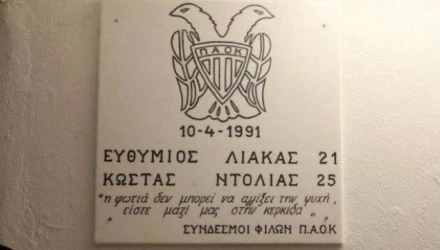 Π Α Ο Κ
10-4-1991
ΕΥΘΥΜΙΟΣ ΛΙΑΚΑΣ 21
ΚΩΣΤΑΣ ΝΤΟΛΙΑΣ 25
"η φωτιά δεν μπορεί να αγγίξει την ψυχή,
είστε μαζί μας στην κερκίδα"
ΣΥΝΔΕΣΜΟΙ ΦΙΛΩΝ Π.Α.Ο.Κ